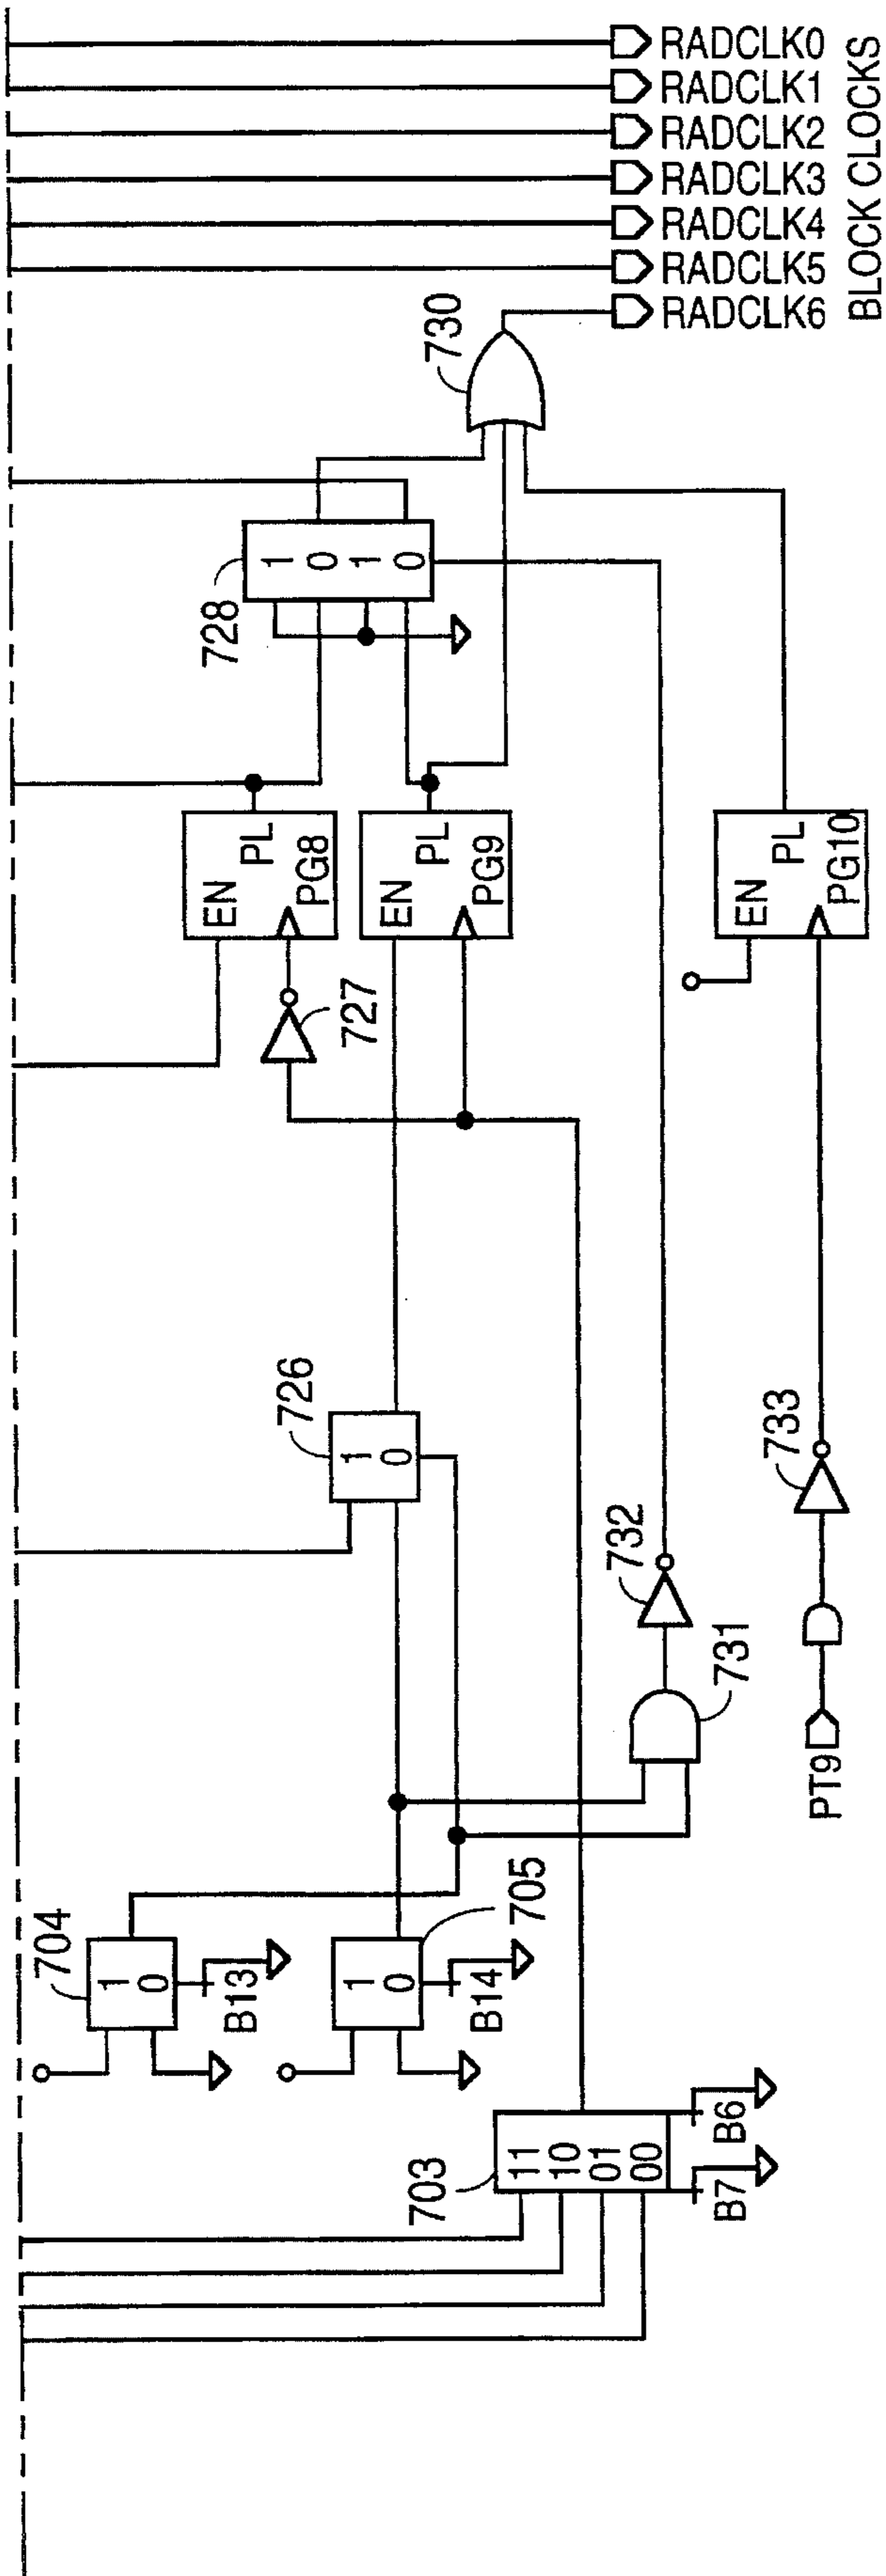 RADCLK0
RADCLK1
RADCLK2
RADCLK3
RADCLK4
RADCLK5
RADCLK6
BLOCK CLOCKS
730
728
1
0
1
0
EN
PL
PG8
EN
PL
PG9
EN
PL
PG10
727
726
1
0
733
732
731
PT9
704
1
0
B13
705
1
0
B14
703
11
10
01
00
B7
B6